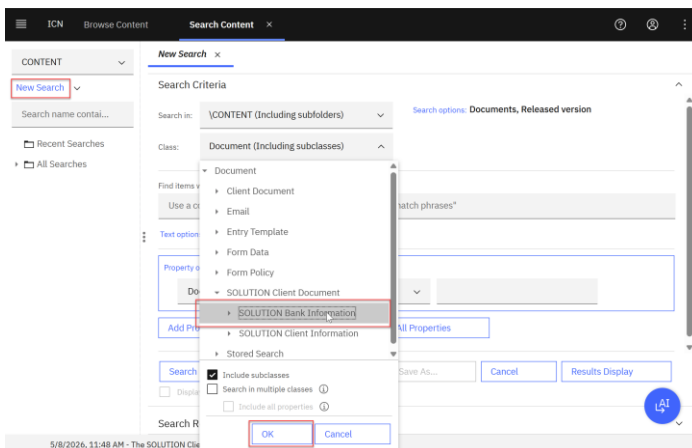 ICN Browse Content Search Content ×
CONTENT
New Search
Search name contai...
Recent Searches
All Searches
New Search ×
Search Criteria
Search in: \CONTENT (Including subfolders)
Search options: Documents, Released version
Class: Document (Including subclasses)
Document
Client Document
Email
Entry Template
Form Data
Form Policy
SOLUTION Client Document
SOLUTION Bank Information
SOLUTION Client Information
Stored Search
Include subclasses
Search in multiple classes
Include all properties
OK Cancel
Find items
Use a co match phrases"
Text option
Property o
Do
Add Pro All Properties
Search Save As... Cancel Results Display
Displa
AI
Search R
5/8/2026, 11:48 AM - The SOLUTION Clie